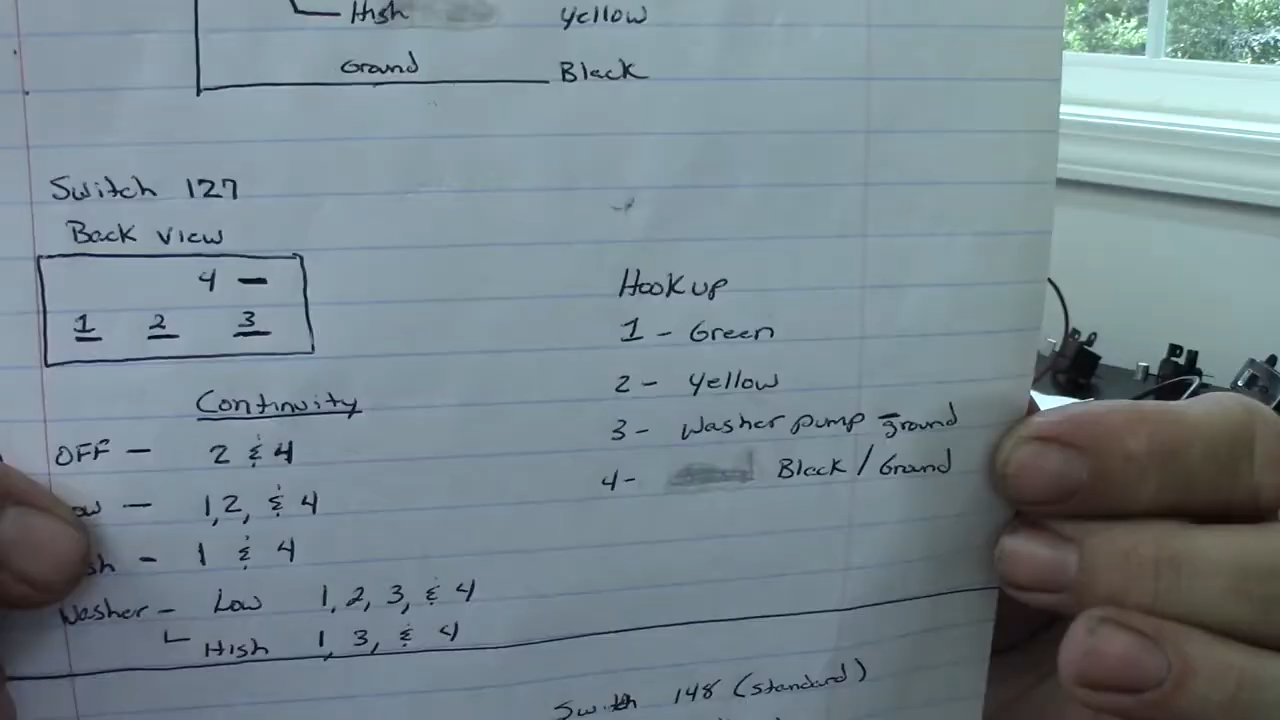 High Yellow
Ground Black
Switch 127
Back view
4 -
1 2 3
Hookup
1 - Green
2 - Yellow
3 - Washer pump ground
4 - Black / Ground
Continuity
OFF - 2 & 4
ow - 1, 2, & 4
gh - 1 & 4
Washer - Low 1, 2, 3, & 4
High 1, 3, & 4
Switch 148 (standard)